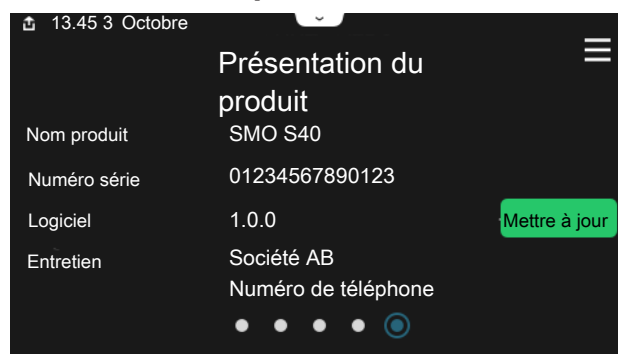 13.45 3 Octobre
Présentation du
produit
Nom produit SMO S40
Numéro série 01234567890123
Logiciel 1.0.0 Mettre à jour
Entretien Société AB
Numéro de téléphone